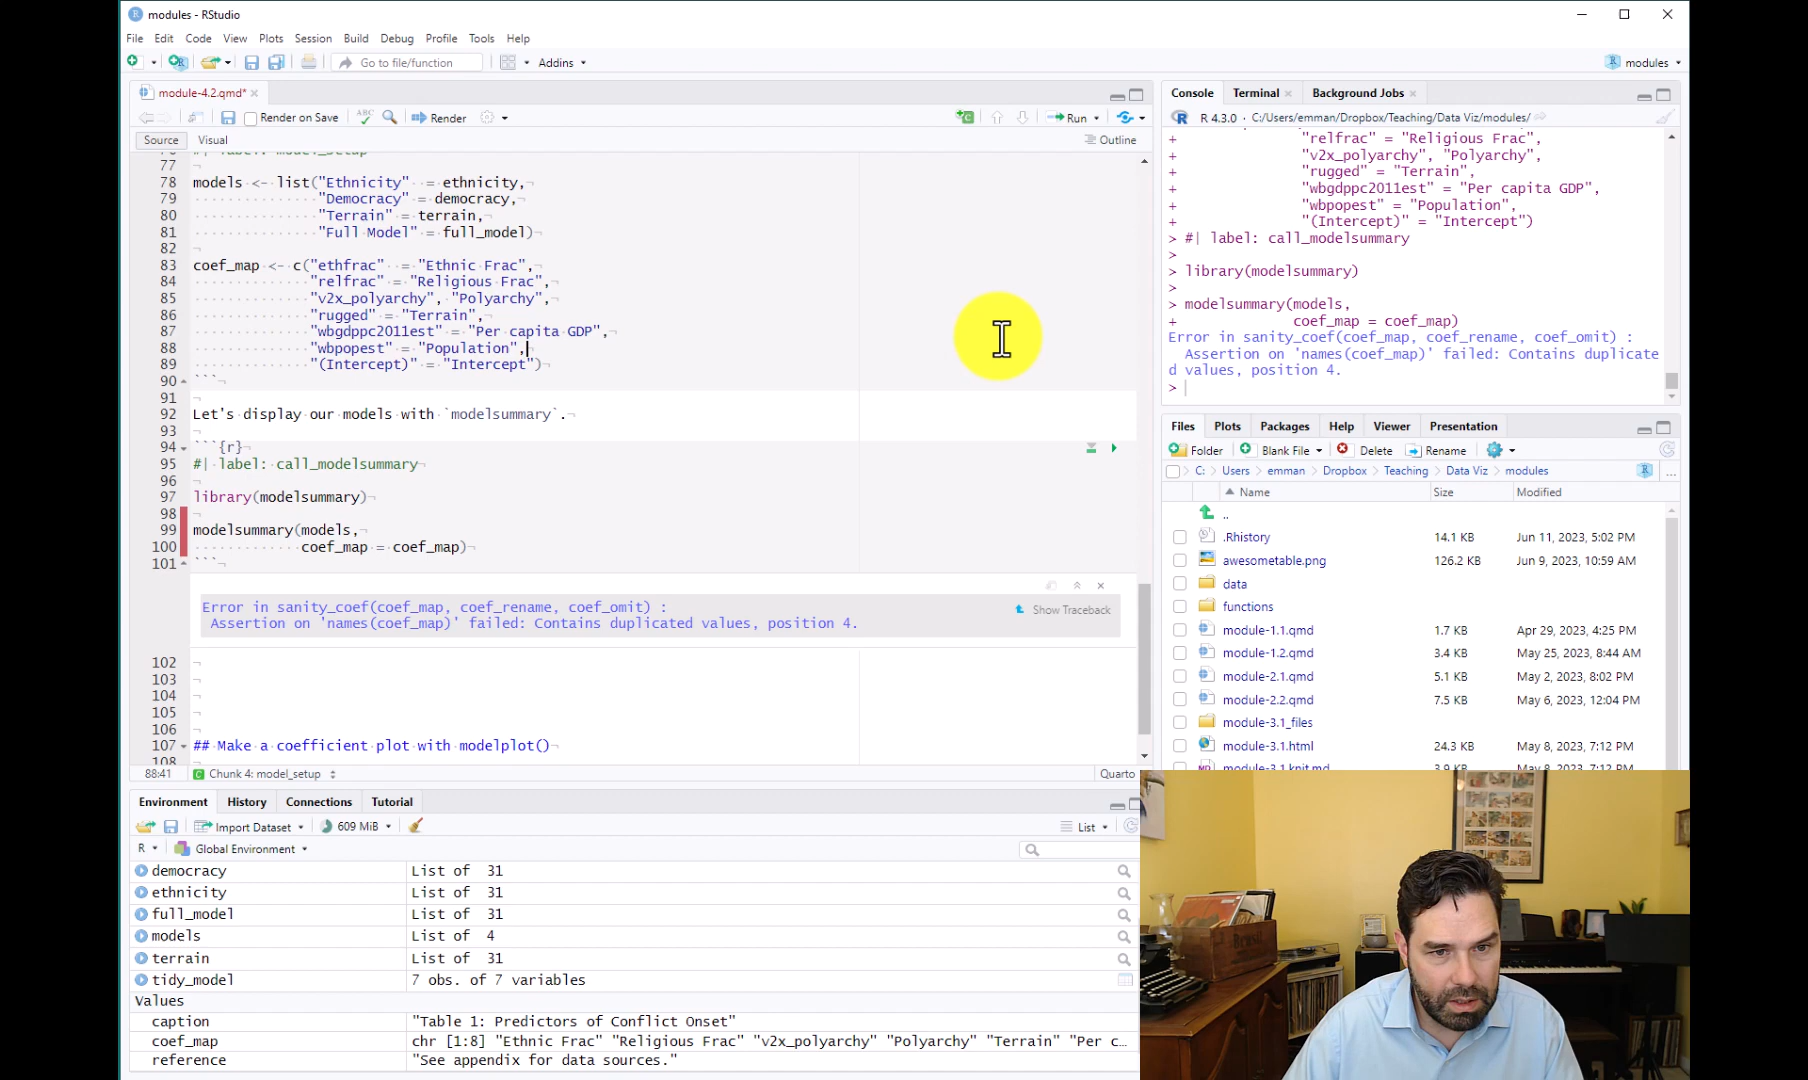 modules - RStudio
File Edit Code View Plots Session Build Debug Profile Tools Help
Go to file/function Addins modules
module-4.2.qmd*
Render on Save ABC Render Run
Source Visual Outline
#| label: model_setup
77
78 models <- list("Ethnicity" = ethnicity,
79 "Democracy" = democracy,
80 "Terrain" = terrain,
81 "Full Model" = full_model)
82
83 coef_map <- c("ethfrac" = "Ethnic Frac",
84 "relfrac" = "Religious Frac",
85 "v2x_polyarchy", "Polyarchy",
86 "rugged" = "Terrain",
87 "wbgdppc2011est" = "Per capita GDP",
88 "wbpopest" = "Population",
89 "(Intercept)" = "Intercept")
90 ```
91
92 Let's display our models with `modelsummary`.
93
94 ```{r}
95 #| label: call_modelsummary
96
97 library(modelsummary)
98
99 modelsummary(models,
100 coef_map = coef_map)
101 ```
Error in sanity_coef(coef_map, coef_rename, coef_omit) :
Assertion on 'names(coef_map)' failed: Contains duplicated values, position 4.
Show Traceback
102
103
104
105
106
107 ## Make a coefficient plot with modelplot()
108
88:41 Chunk 4: model_setup Quarto
Environment History Connections Tutorial
Import Dataset 609 MiB List
R Global Environment
democracy List of 31
ethnicity List of 31
full_model List of 31
models List of 4
terrain List of 31
tidy_model 7 obs. of 7 variables
Values
caption "Table 1: Predictors of Conflict Onset"
coef_map chr [1:8] "Ethnic Frac" "Religious Frac" "v2x_polyarchy" "Polyarchy" "Terrain" "Per c…
reference "See appendix for data sources."
Console Terminal Background Jobs
R 4.3.0 · C:/Users/emman/Dropbox/Teaching/Data Viz/modules/
+ "relfrac" = "Religious Frac",
+ "v2x_polyarchy", "Polyarchy",
+ "rugged" = "Terrain",
+ "wbgdppc2011est" = "Per capita GDP",
+ "wbpopest" = "Population",
+ "(Intercept)" = "Intercept")
> #| label: call_modelsummary
>
> library(modelsummary)
>
> modelsummary(models,
+ coef_map = coef_map)
Error in sanity_coef(coef_map, coef_rename, coef_omit) :
Assertion on 'names(coef_map)' failed: Contains duplicate
d values, position 4.
>
Files Plots Packages Help Viewer Presentation
Folder Blank File Delete Rename
C: Users emman Dropbox Teaching Data Viz modules ...
Name Size Modified
..
.Rhistory 14.1 KB Jun 11, 2023, 5:02 PM
awesometable.png 126.2 KB Jun 9, 2023, 10:59 AM
data
functions
module-1.1.qmd 1.7 KB Apr 29, 2023, 4:25 PM
module-1.2.qmd 3.4 KB May 25, 2023, 8:44 AM
module-2.1.qmd 5.1 KB May 2, 2023, 8:02 PM
module-2.2.qmd 7.5 KB May 6, 2023, 12:04 PM
module-3.1_files
module-3.1.html 24.3 KB May 8, 2023, 7:12 PM
module-3.1.knit.md 3.9 KB May 8, 2023, 7:12 PM